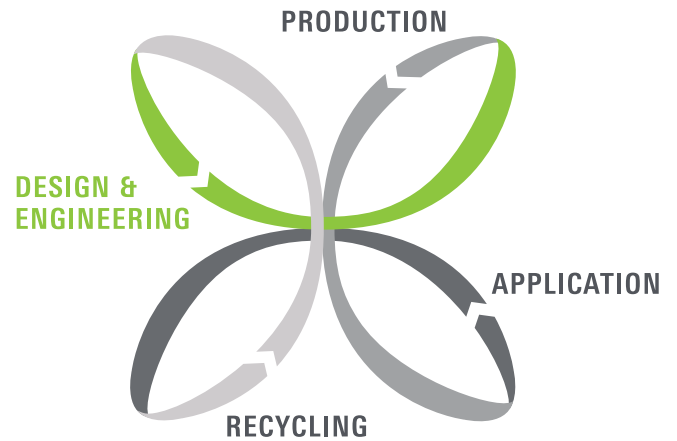 PRODUCTION
DESIGN &
ENGINEERING
APPLICATION
RECYCLING